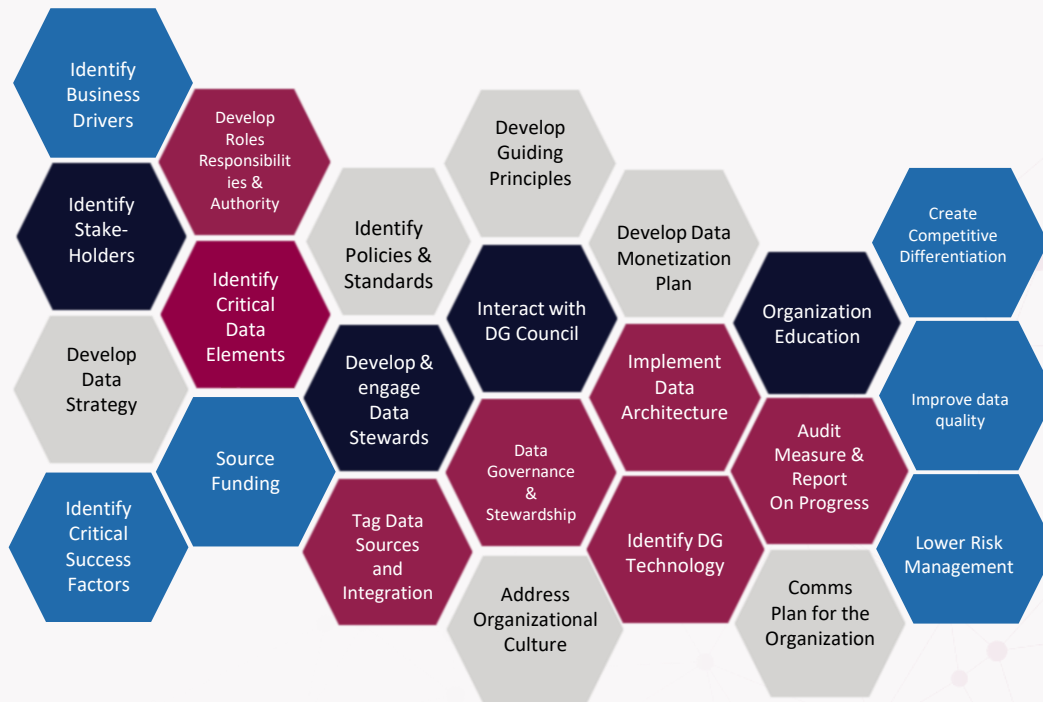 Identify
Business
Drivers
Identify
Stake-
Holders
Develop
Data
Strategy
Identify
Critical
Success
Factors
Develop
Roles
Responsibilit
ies &
Authority
Identify
Critical
Data
Elements
Source
Funding
Identify
Policies &
Standards
Develop &
engage
Data
Stewards
Tag Data
Sources
and
Integration
Develop
Guiding
Principles
Interact with
DG Council
Data
Governance
&
Stewardship
Address
Organizational
Culture
Develop Data
Monetization
Plan
Implement
Data
Architecture
Identify DG
Technology
Organization
Education
Audit
Measure &
Report
On Progress
Comms
Plan for the
Organization
Create
Competitive
Differentiation
Improve data
quality
Lower Risk
Management